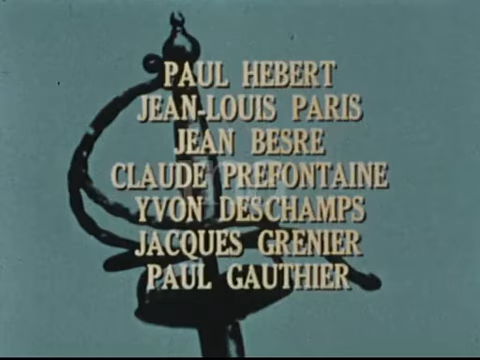 PAUL HEBERT
JEAN-LOUIS PARIS
JEAN BESRE
CLAUDE PREFONTAINE
YVON DESCHAMPS
JACQUES GRENIER
PAUL GAUTHIER